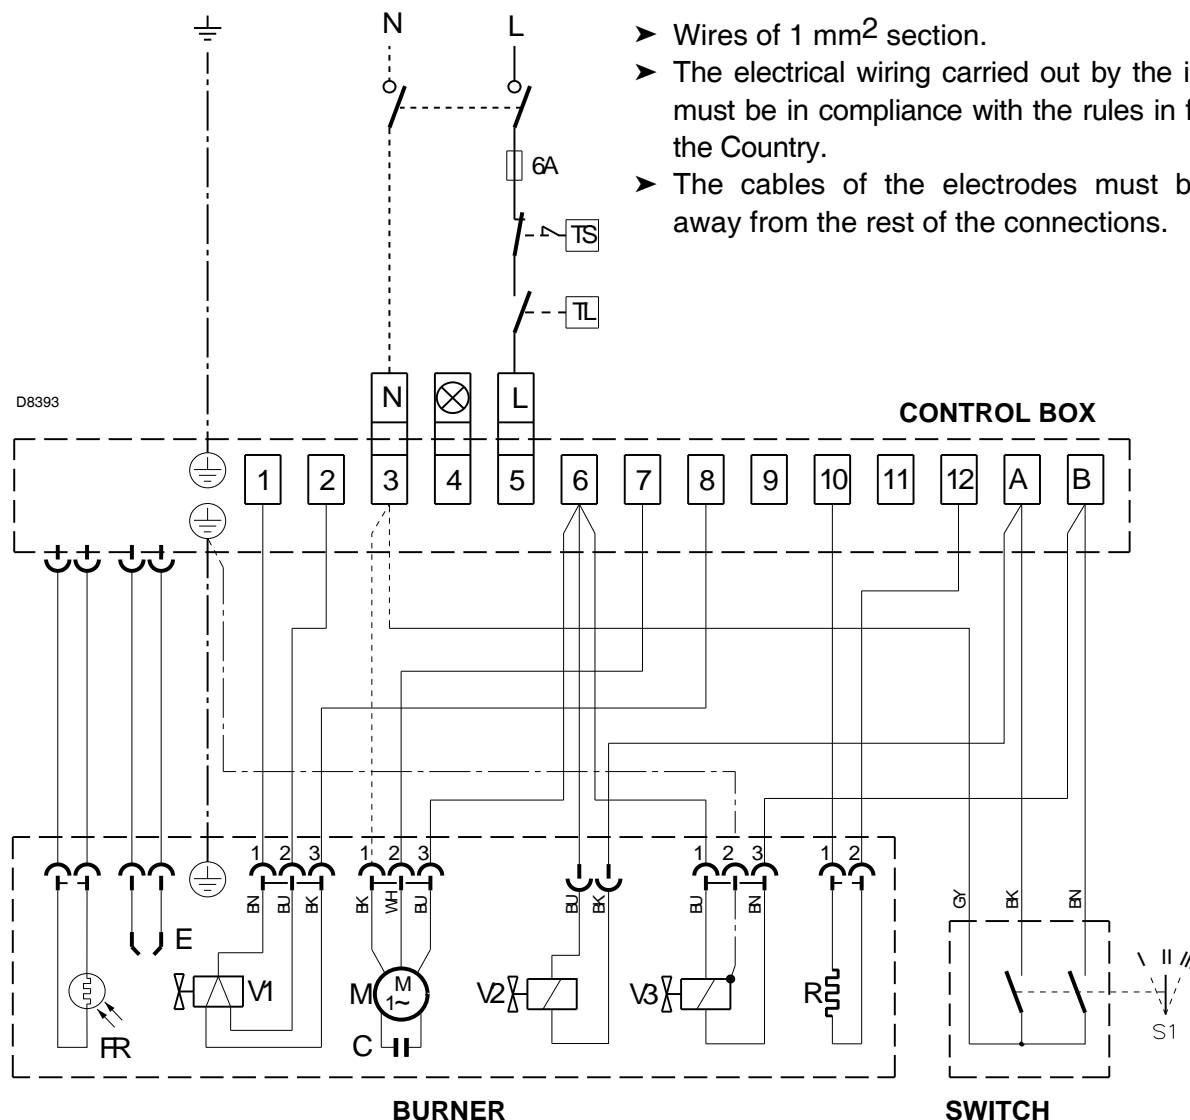 N L
➤ Wires of 1 mm2 section.
➤ The electrical wiring carried out by the
must be in compliance with the rules in
the Country.
➤ The cables of the electrodes must
away from the rest of the connections.
6A
TS
TL
D8393
N L
CONTROL BOX
1 2 3 4 5 6 7 8 9 10 11 12 A B
1 2 3 1 2 3 1 2 3 1 2
BN BU BK BK WH BU BU BK BU BN GY BK BN
E
V1 M M 1~ V2 V3 R
I II III
C FR
S1
BURNER SWITCH